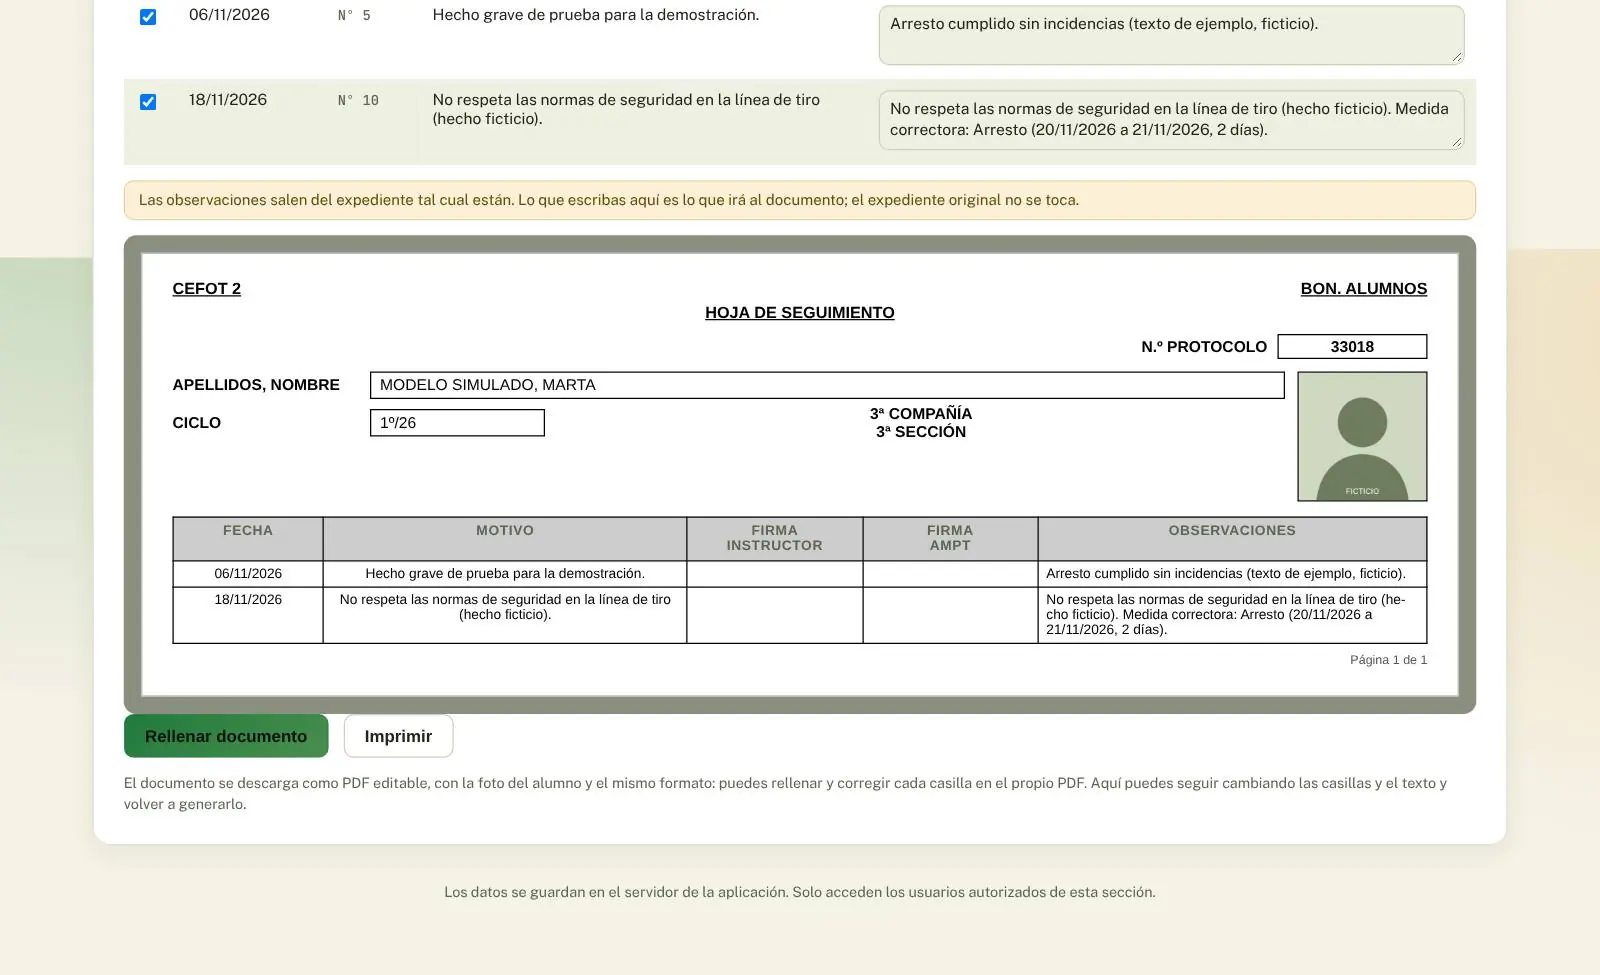 06/11/2026 N° 5 Hecho grave de prueba para la demostración. Arresto cumplido sin incidencias (texto de ejemplo, ficticio).
18/11/2026 N° 10 No respeta las normas de seguridad en la línea de tiro
(hecho ficticio).
No respeta las normas de seguridad en la línea de tiro (hecho ficticio). Medida
correctora: Arresto (20/11/2026 a 21/11/2026, 2 días).
Las observaciones salen del expediente tal cual están. Lo que escribas aquí es lo que irá al documento; el expediente original no se toca.
CEFOT 2
BON. ALUMNOS
HOJA DE SEGUIMIENTO
N.º PROTOCOLO 33018
APELLIDOS, NOMBRE MODELO SIMULADO, MARTA
CICLO 1º/26
3ª COMPAÑÍA
3ª SECCIÓN
FICTICIO
FECHA
MOTIVO
FIRMA
INSTRUCTOR
FIRMA
AMPT
OBSERVACIONES
06/11/2026 Hecho grave de prueba para la demostración. Arresto cumplido sin incidencias (texto de ejemplo, ficticio).
18/11/2026
No respeta las normas de seguridad en la línea de tiro
(hecho ficticio).
No respeta las normas de seguridad en la línea de tiro (he-
cho ficticio). Medida correctora: Arresto (20/11/2026 a
21/11/2026, 2 días).
Página 1 de 1
Rellenar documento
Imprimir
El documento se descarga como PDF editable, con la foto del alumno y el mismo formato: puedes rellenar y corregir cada casilla en el propio PDF. Aquí puedes seguir cambiando las casillas y el texto y
volver a generarlo.
Los datos se guardan en el servidor de la aplicación. Solo acceden los usuarios autorizados de esta sección.